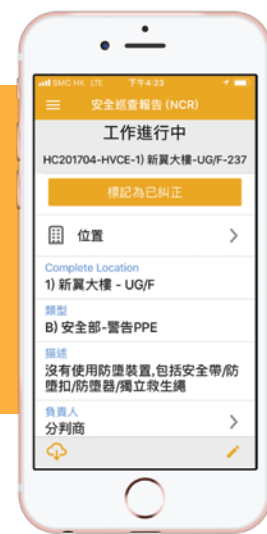 SMC HK LTE 下午4:23
安全巡查報告 (NCR)
工作進行中
HC201704-HVCE-1) 新翼大樓-UG/F-237
標記為已糾正
位置
Complete Location
1) 新翼大樓 - UG/F
類型
B) 安全部-警告PPE
描述
沒有使用防墮裝置,包括安全帶/防
墮扣/防墮器/獨立救生繩
負責人
分判商